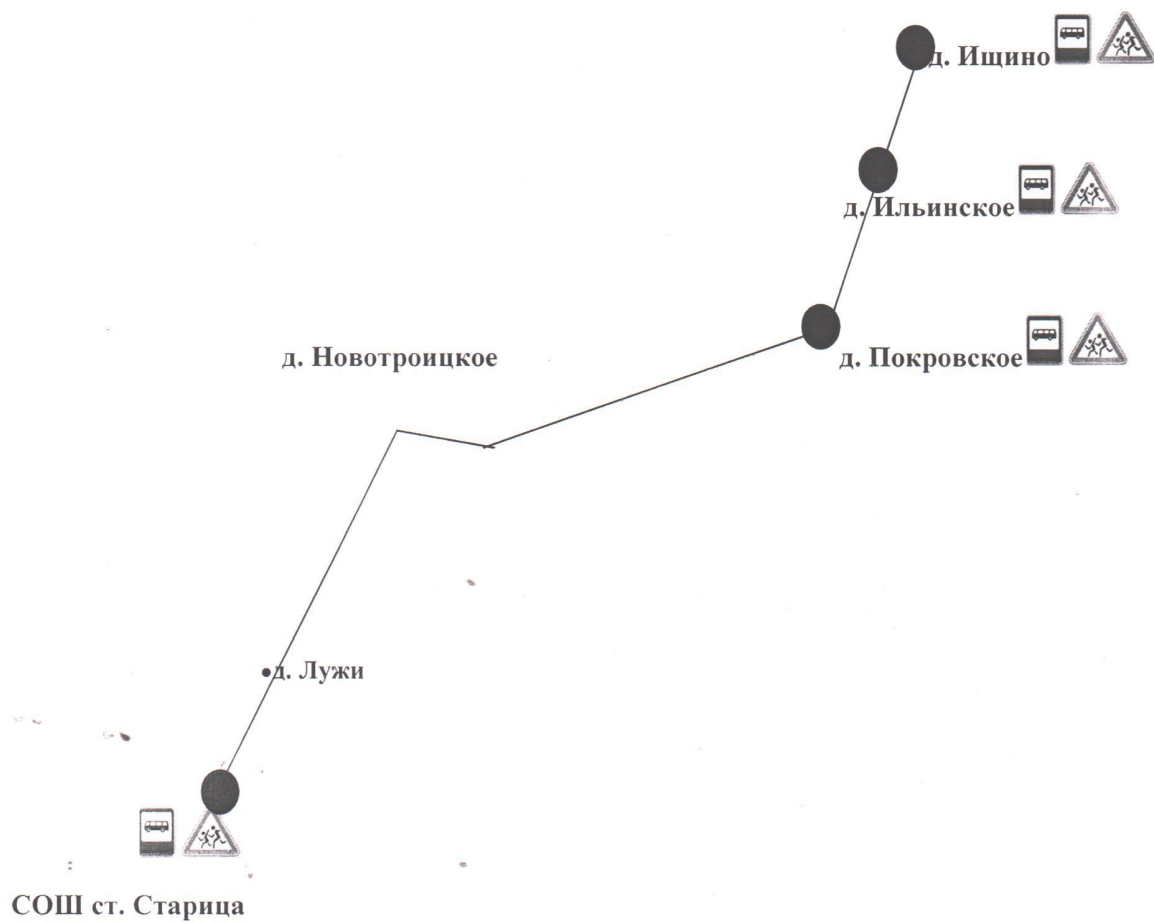 д. Ищино
д. Ильинское
д. Новотроицкое
д. Покровское
д. Лужи
СОШ ст. Старица